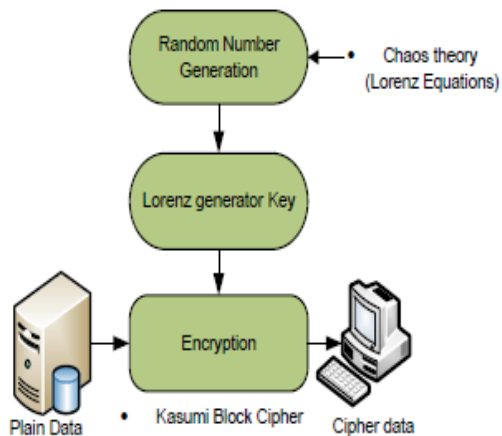 Random Number
Generation
• Chaos theory
(Lorenz Equations)
Lorenz generator Key
Encryption
Plain Data
• Kasumi Block Cipher
Cipher data